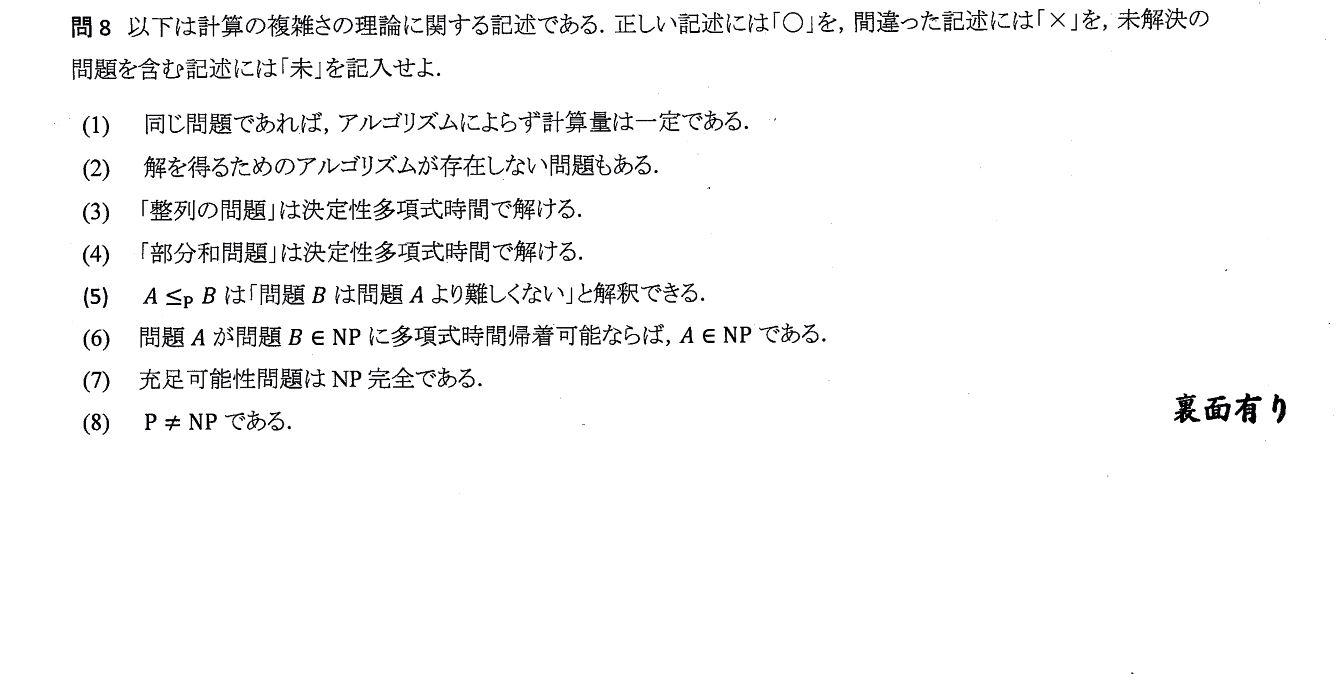 問8 以下は計算の複雑さの理論に関する記述である. 正しい記述には「○」を, 間違った記述には「×」を, 未解決の
問題を含む記述には「未」を記入せよ.
(1) 同じ問題であれば, アルゴリズムによらず計算量は一定である.
(2) 解を得るためのアルゴリズムが存在しない問題もある.
(3) 「整列の問題」は決定性多項式時間で解ける.
(4) 「部分和問題」は決定性多項式時間で解ける.
(5) A ≤P B は「問題 B は問題 A より難しくない」と解釈できる.
(6) 問題 A が問題 B ∈ NP に多項式時間帰着可能ならば, A ∈ NP である.
(7) 充足可能性問題は NP 完全である.
(8) P ≠ NP である.
裏面有り